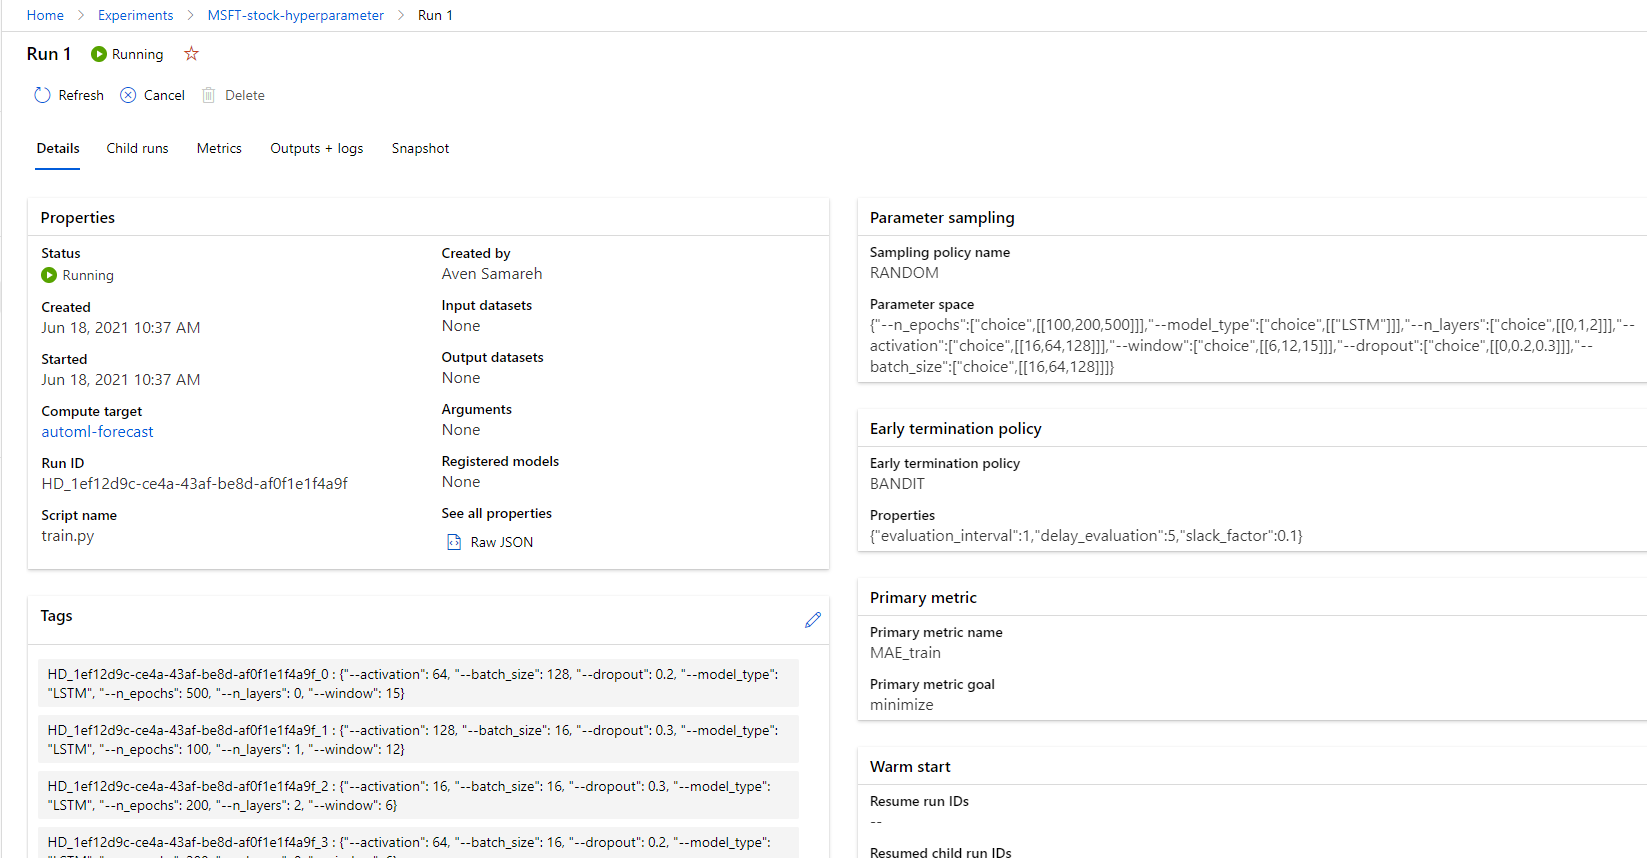 Home > Experiments > MSFT-stock-hyperparameter > Run 1
Run 1 Running
Refresh Cancel Delete
Details Child runs Metrics Outputs + logs Snapshot
Properties
Status
Running
Created
Jun 18, 2021 10:37 AM
Started
Jun 18, 2021 10:37 AM
Compute target
automl-forecast
Run ID
HD_1ef12d9c-ce4a-43af-be8d-af0f1e1f4a9f
Script name
train.py
Created by
Aven Samareh
Input datasets
None
Output datasets
None
Arguments
None
Registered models
None
See all properties
Raw JSON
Tags
HD_1ef12d9c-ce4a-43af-be8d-af0f1e1f4a9f_0 : {"--activation": 64, "--batch_size": 128, "--dropout": 0.2, "--model_type":
"LSTM", "--n_epochs": 500, "--n_layers": 0, "--window": 15}
HD_1ef12d9c-ce4a-43af-be8d-af0f1e1f4a9f_1 : {"--activation": 128, "--batch_size": 16, "--dropout": 0.3, "--model_type":
"LSTM", "--n_epochs": 100, "--n_layers": 1, "--window": 12}
HD_1ef12d9c-ce4a-43af-be8d-af0f1e1f4a9f_2 : {"--activation": 16, "--batch_size": 16, "--dropout": 0.3, "--model_type":
"LSTM", "--n_epochs": 200, "--n_layers": 2, "--window": 6}
HD_1ef12d9c-ce4a-43af-be8d-af0f1e1f4a9f_3 : {"--activation": 64, "--batch_size": 16, "--dropout": 0.2, "--model_type":
Parameter sampling
Sampling policy name
RANDOM
Parameter space
{"--n_epochs":["choice",[[100,200,500]]],"--model_type":["choice",[["LSTM"]]],"--n_layers":["choice",[[0,1,2]]],"--
activation":["choice",[[16,64,128]]],"--window":["choice",[[6,12,15]]],"--dropout":["choice",[[0,0.2,0.3]]],"--
batch_size":["choice",[[16,64,128]]]}
Early termination policy
Early termination policy
BANDIT
Properties
{"evaluation_interval":1,"delay_evaluation":5,"slack_factor":0.1}
Primary metric
Primary metric name
MAE_train
Primary metric goal
minimize
Warm start
Resume run IDs
--
Resumed child run IDs